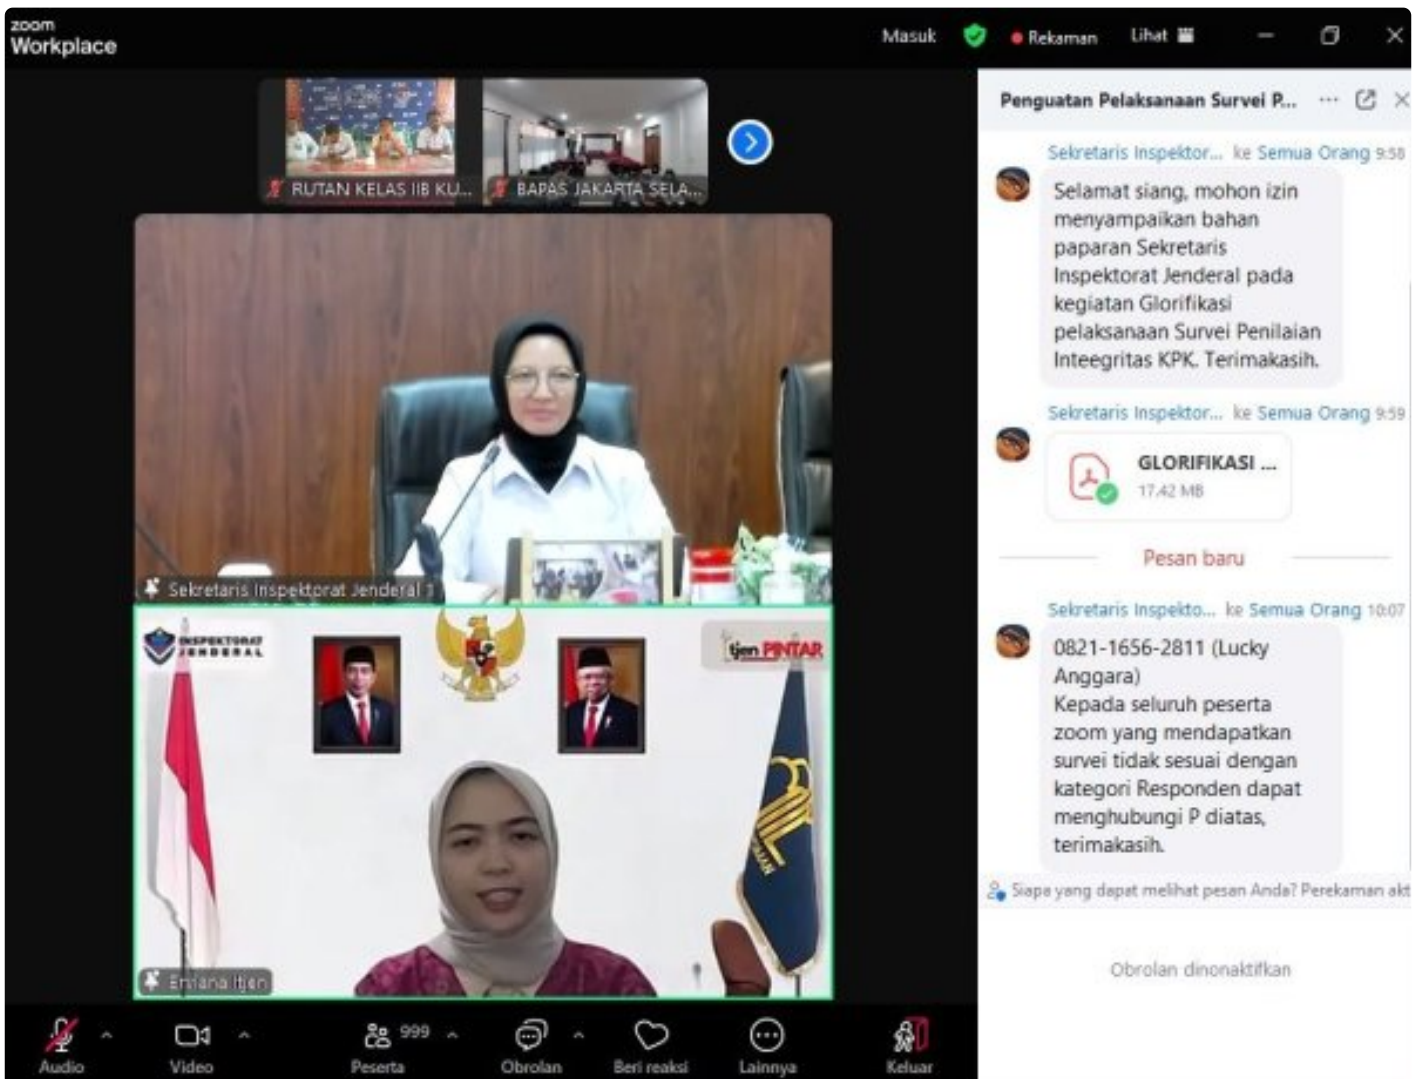 zoom
Workplace
Masuk
Rekaman
Lihat
RUTAN KELAS IIB KU...
BAPAS JAKARTA SELA...
Sekretaris Inspektorat Jenderal 1
INSPEKTORAT
JENDERAL
itjen PINTAR
Erviana Itjen
Audio
Video
999
Peserta
Obrolan
Beri reaksi
Lainnya
Keluar
Penguatan Pelaksanaan Survei P... ...
Sekretaris Inspektor... ke Semua Orang 9:58
Selamat siang, mohon izin
menyampaikan bahan
paparan Sekretaris
Inspektorat Jenderal pada
kegiatan Glorifikasi
pelaksanaan Survei Penilaian
Inteegritas KPK. Terimakasih.
Sekretaris Inspektor... ke Semua Orang 9:59
GLORIFIKASI ...
17.42 MB
Pesan baru
Sekretaris Inspekto... ke Semua Orang 10:07
0821-1656-2811 (Lucky
Anggara)
Kepada seluruh peserta
zoom yang mendapatkan
survei tidak sesuai dengan
kategori Responden dapat
menghubungi P diatas,
terimakasih.
Siapa yang dapat melihat pesan Anda? Perekaman akt
Obrolan dinonaktifkan